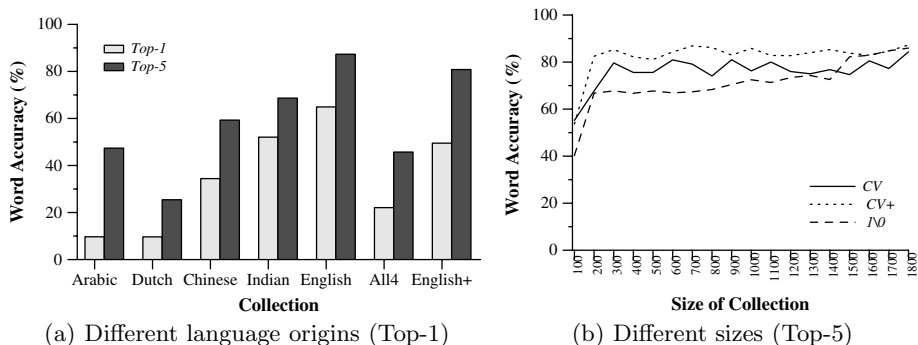 100
80
60
40
20
0
Word Accuracy (%)
Top-1
Top-5
Arabic Dutch Chinese Indian English All4 English+
Collection
(a) Different language origins (Top-1)
100
80
60
40
20
0
Word Accuracy (%)
CV
CV+
I\0
100 200 300 400 500 600 700 800 900 1000 1100 1200 1300 1400 1500 1600 1700 1800
Size of Collection
(b) Different sizes (Top-5)